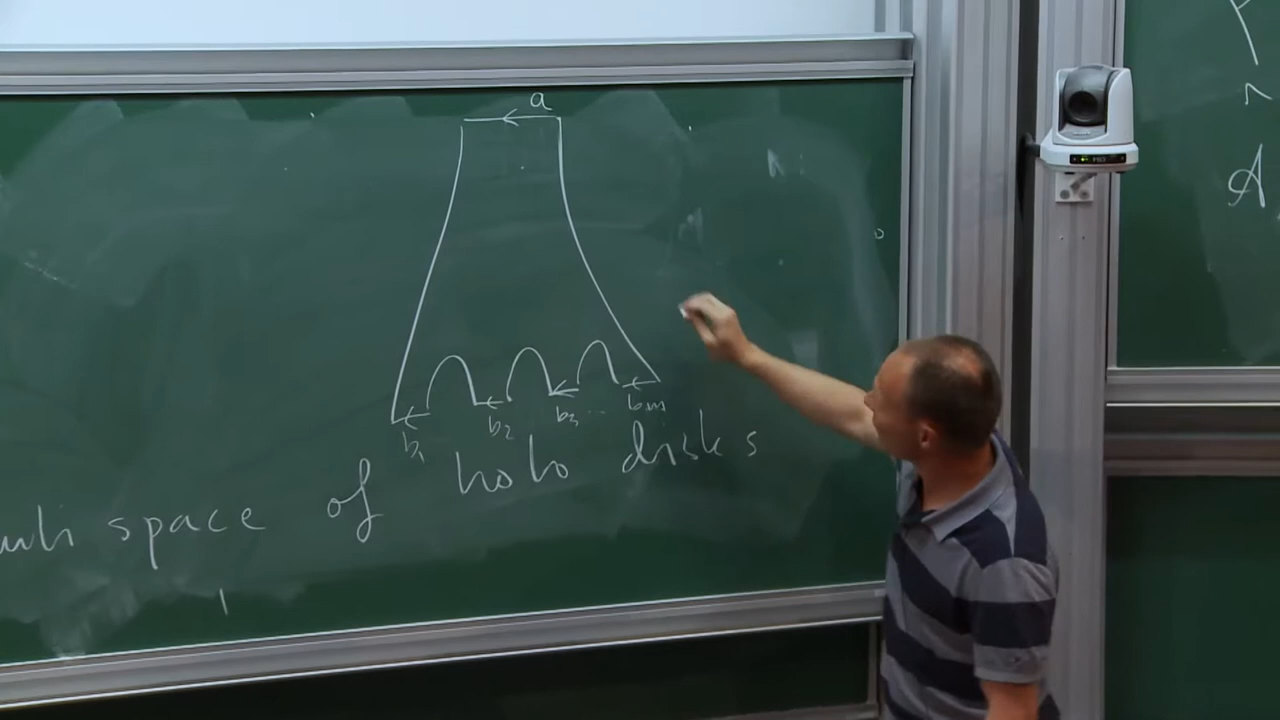 a
b₁ b₂ b₃ ... bₘ
space of holo disks
A